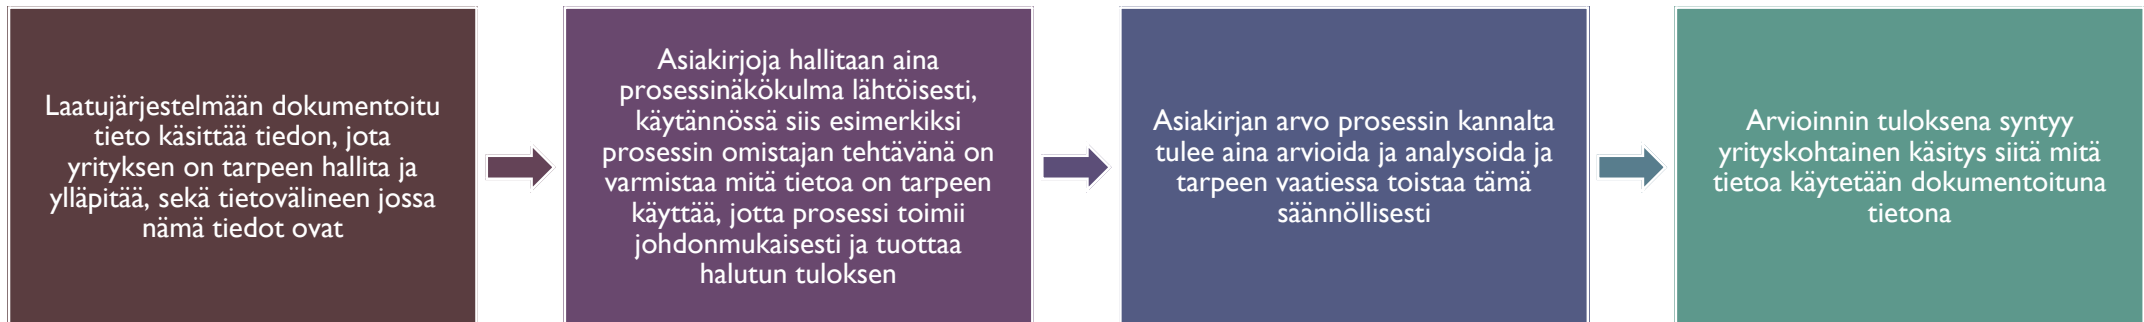 Laatujärjestelmään dokumentoitu
tieto käsittää tiedon, jota
yrityksen on tarpeen hallita ja
ylläpitää, sekä tietovälineen jossa
nämä tiedot ovat
Asiakirjoja hallitaan aina
prosessinäkökulma lähtöisesti,
käytännössä siis esimerkiksi
prosessin omistajan tehtävänä on
varmistaa mitä tietoa on tarpeen
käyttää, jotta prosessi toimii
johdonmukaisesti ja tuottaa
halutun tuloksen
Asiakirjan arvo prosessin kannalta
tulee aina arvioida ja analysoida ja
tarpeen vaatiessa toistaa tämä
säännöllisesti
Arvioinnin tuloksena syntyy
yrityskohtainen käsitys siitä mitä
tietoa käytetään dokumentoituna
tietona